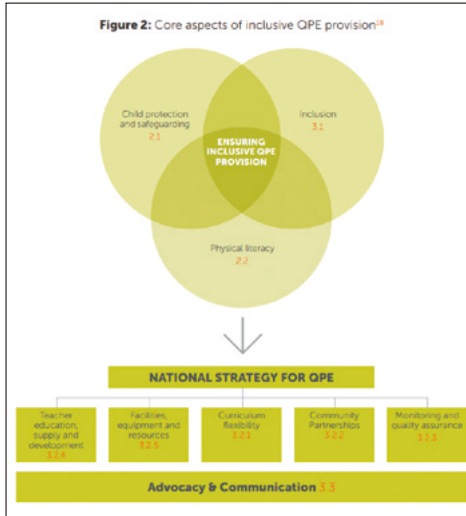 Figure 2: Core aspects of inclusive QPE provision18
Child protection
and safeguarding
2.1
Inclusion
3.1
ENSURING
INCLUSIVE QPE
PROVISION
Physical literacy
2.2
NATIONAL STRATEGY FOR QPE
Teacher
education,
supply and
development
3.2.4
Facilities,
equipment and
resources
3.2.5
Curriculum
flexibility
3.2.1
Community
Partnerships
3.2.2
Monitoring and
quality assurance
3.2.3
Advocacy & Communication 3.3